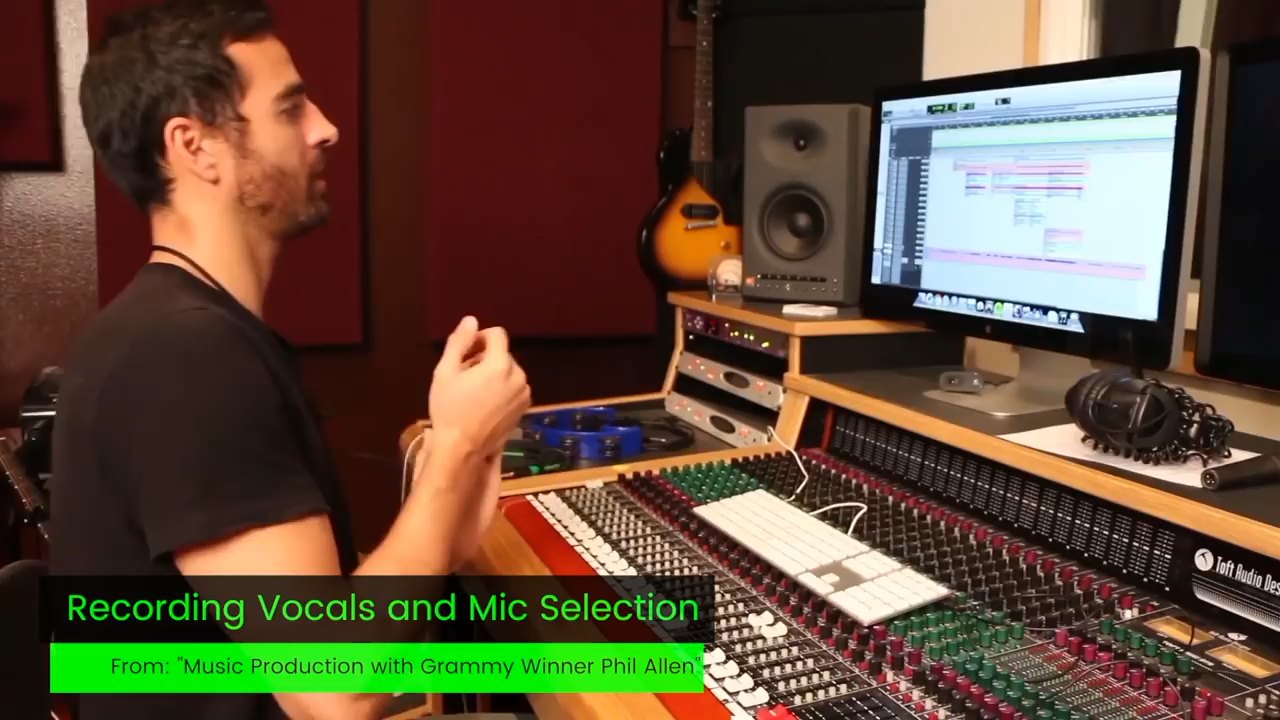 Recording Vocals and Mic Selection
From: "Music Production with Grammy Winner Phil Allen"
Toft Audio Des